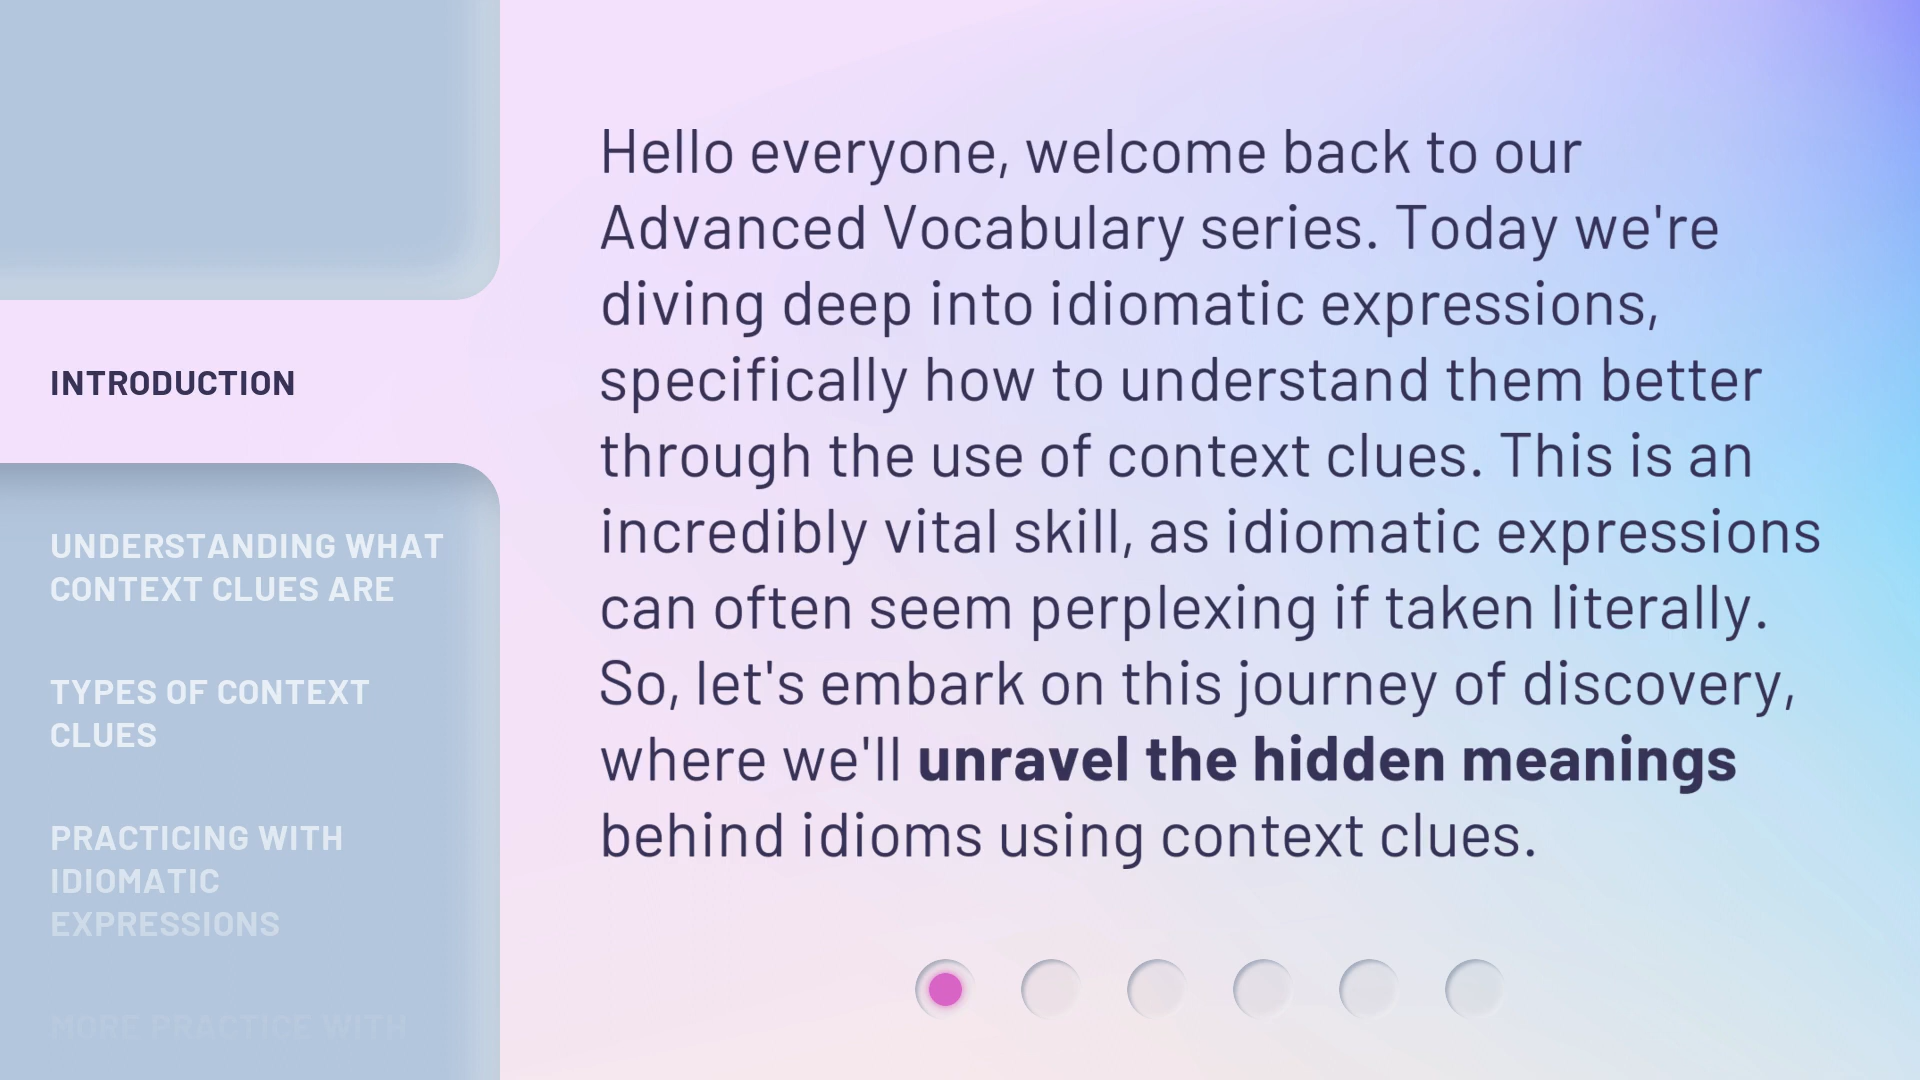 INTRODUCTION
UNDERSTANDING WHAT
CONTEXT CLUES ARE
TYPES OF CONTEXT
CLUES
PRACTICING WITH
IDIOMATIC
EXPRESSIONS
MORE PRACTICE WITH
Hello everyone, welcome back to our
Advanced Vocabulary series. Today we're
diving deep into idiomatic expressions,
specifically how to understand them better
through the use of context clues. This is an
incredibly vital skill, as idiomatic expressions
can often seem perplexing if taken literally.
So, let's embark on this journey of discovery,
where we'll unravel the hidden meanings
behind idioms using context clues.